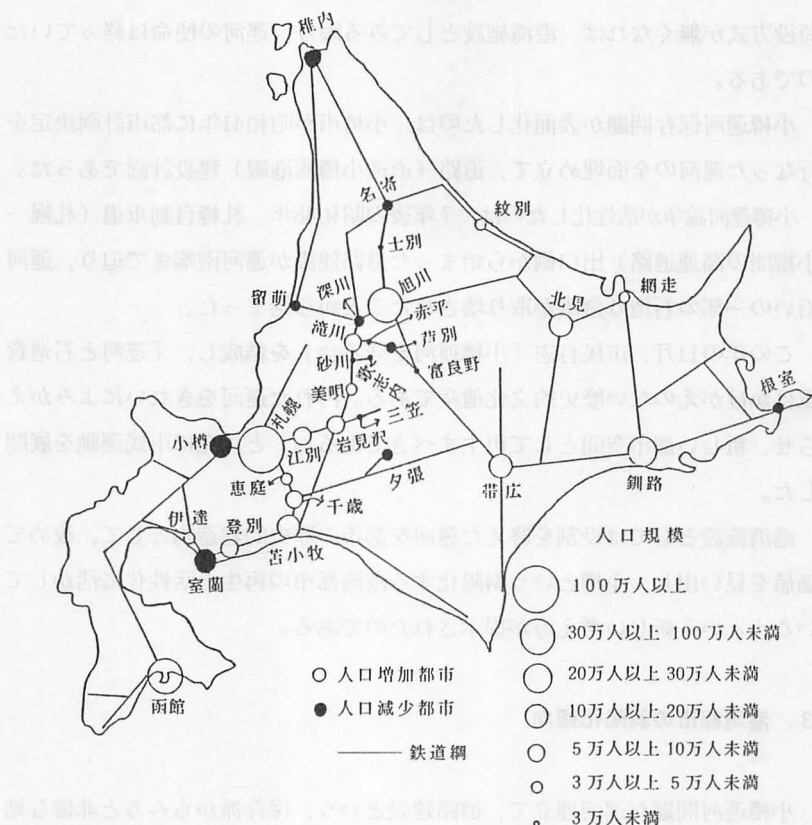 稚内
名寄
紋別
士別
旭川
深川
留萌
赤平
滝川
芦別
砂川
歌志内
富良野
美唄
三笠
北見
網走
根室
札幌
小樽
江別
岩見沢
夕張
恵庭
千歳
帯広
釧路
伊達
登別
苫小牧
室蘭
函館
人口規模
100万人以上
30万人以上 100万人未満
20万人以上 30万人未満
10万人以上 20万人未満
5万人以上 10万人未満
3万人以上 5万人未満
3万人未満
人口増加都市
人口減少都市
鉄道綱